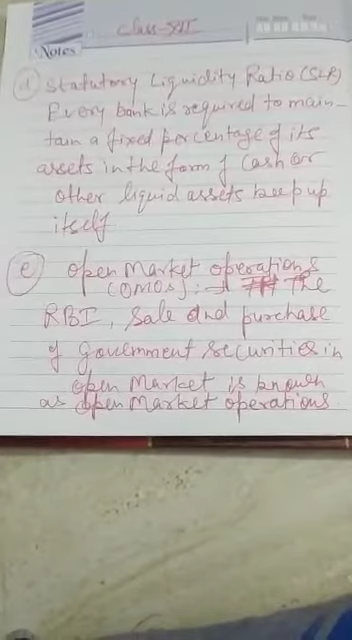 Class-XII
Notes
(d) Statutory Liquidity Ratio (SLR)
Every bank is required to main-
tain a fixed percentage of its
assets in the form of cash or
other liquid assets keep up
itself
(e) open Market operations
(OMOs): → The
RBI, Sale and purchase
of government securities in
open Market is known
as open Market operations.